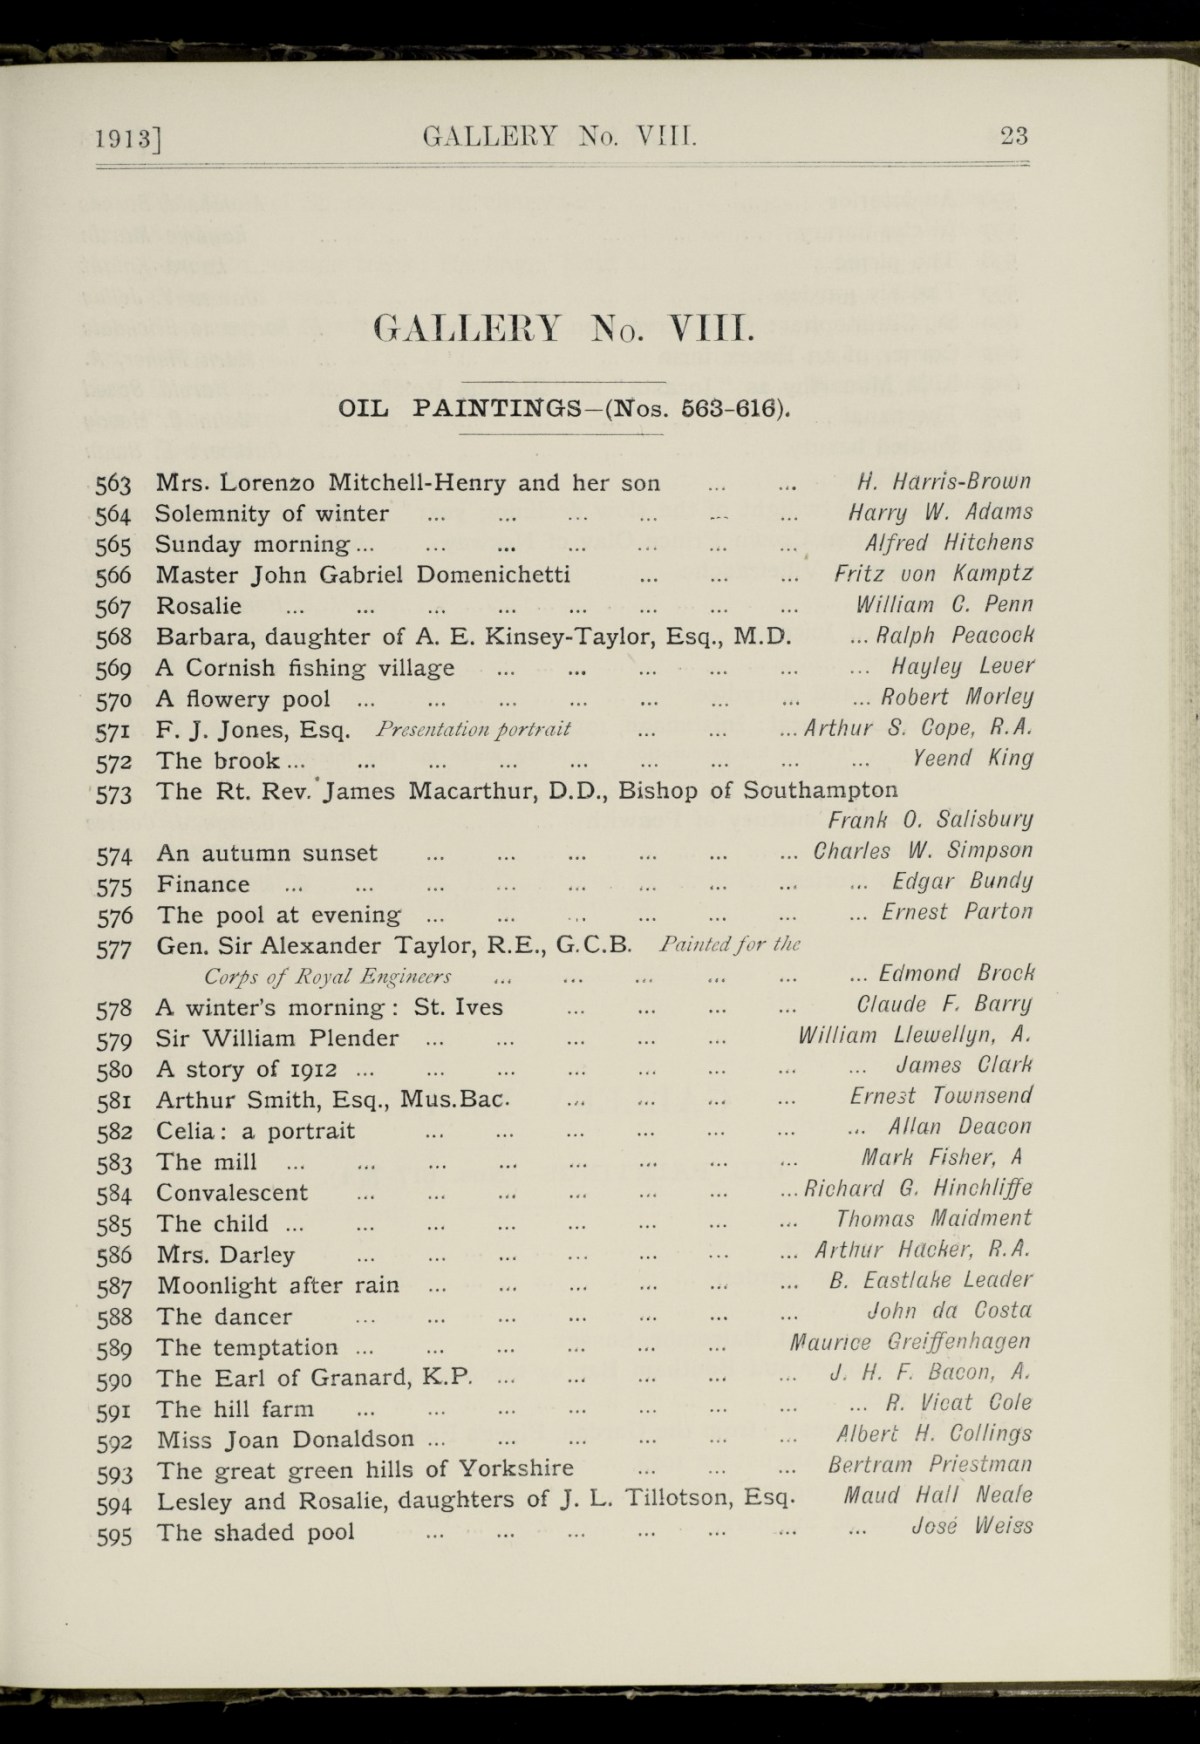 1913] GALLERY No. VIII. 23
GALLERY No. VIII.
OIL PAINTINGS—(Nos. 563-616).
563 Mrs. Lorenzo Mitchell-Henry and her son ... ... H. Harris-Brown
564 Solemnity of winter ... ... ... ... ... ... Harry W. Adams
565 Sunday morning ... ... ... ... ... ... ... Alfred Hitchens
566 Master John Gabriel Domenichetti ... ... ... Fritz von Kamptz
567 Rosalie ... ... ... ... ... ... ... ... William C. Penn
568 Barbara, daughter of A. E. Kinsey-Taylor, Esq., M.D. ... Ralph Peacock
569 A Cornish fishing village ... ... ... ... ... ... Hayley Lever
570 A flowery pool ... ... ... ... ... ... ... ... Robert Morley
571 F. J. Jones, Esq. Presentation portrait ... ... ... Arthur S. Cope, R.A.
572 The brook ... ... ... ... ... ... ... ... ... Yeend King
573 The Rt. Rev. James Macarthur, D.D., Bishop of Southampton
Frank O. Salisbury
574 An autumn sunset ... ... ... ... ... ... Charles W. Simpson
575 Finance ... ... ... ... ... ... ... ... ... Edgar Bundy
576 The pool at evening ... ... ... ... ... ... ... Ernest Parton
577 Gen. Sir Alexander Taylor, R.E., G.C.B. Painted for the
Corps of Royal Engineers ... ... ... ... ... ... Edmond Brock
578 A winter's morning: St. Ives ... ... ... ... Claude F. Barry
579 Sir William Plender ... ... ... ... ... William Llewellyn, A.
580 A story of 1912 ... ... ... ... ... ... ... ... James Clark
581 Arthur Smith, Esq., Mus.Bac. ... ... ... ... Ernest Townsend
582 Celia: a portrait ... ... ... ... ... ... ... Allan Deacon
583 The mill ... ... ... ... ... ... ... ... Mark Fisher, A
584 Convalescent ... ... ... ... ... ... ... Richard G. Hinchliffe
585 The child ... ... ... ... ... ... ... ... Thomas Maidment
586 Mrs. Darley ... ... ... ... ... ... ... Arthur Hacker, R.A.
587 Moonlight after rain ... ... ... ... ... ... B. Eastlake Leader
588 The dancer ... ... ... ... ... ... ... John da Costa
589 The temptation ... ... ... ... ... ... Maurice Greiffenhagen
590 The Earl of Granard, K.P. ... ... ... ... ... J. H. F. Bacon, A.
591 The hill farm ... ... ... ... ... ... ... ... R. Vicat Cole
592 Miss Joan Donaldson ... ... ... ... ... ... Albert H. Collings
593 The great green hills of Yorkshire ... ... ... Bertram Priestman
594 Lesley and Rosalie, daughters of J. L. Tillotson, Esq. Maud Hall Neale
595 The shaded pool ... ... ... ... ... ... ... José Weiss